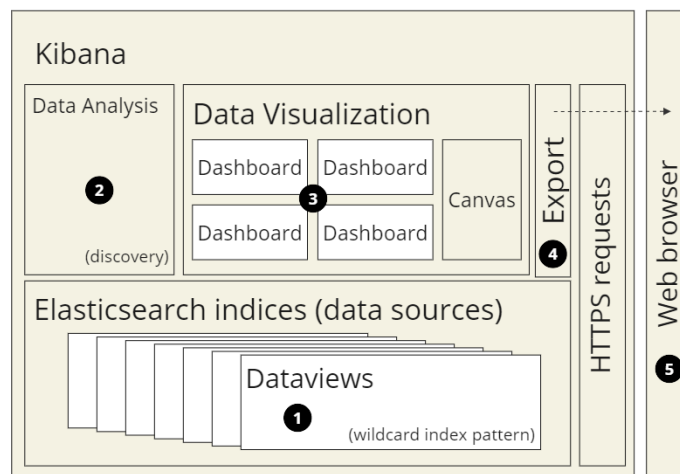 Kibana
Data Analysis
2
(discovery)
Data Visualization
Dashboard
Dashboard
3
Dashboard
Dashboard
Canvas
Export
4
HTTPS requests
Web browser
5
Elasticsearch indices (data sources)
Dataviews
1
(wildcard index pattern)